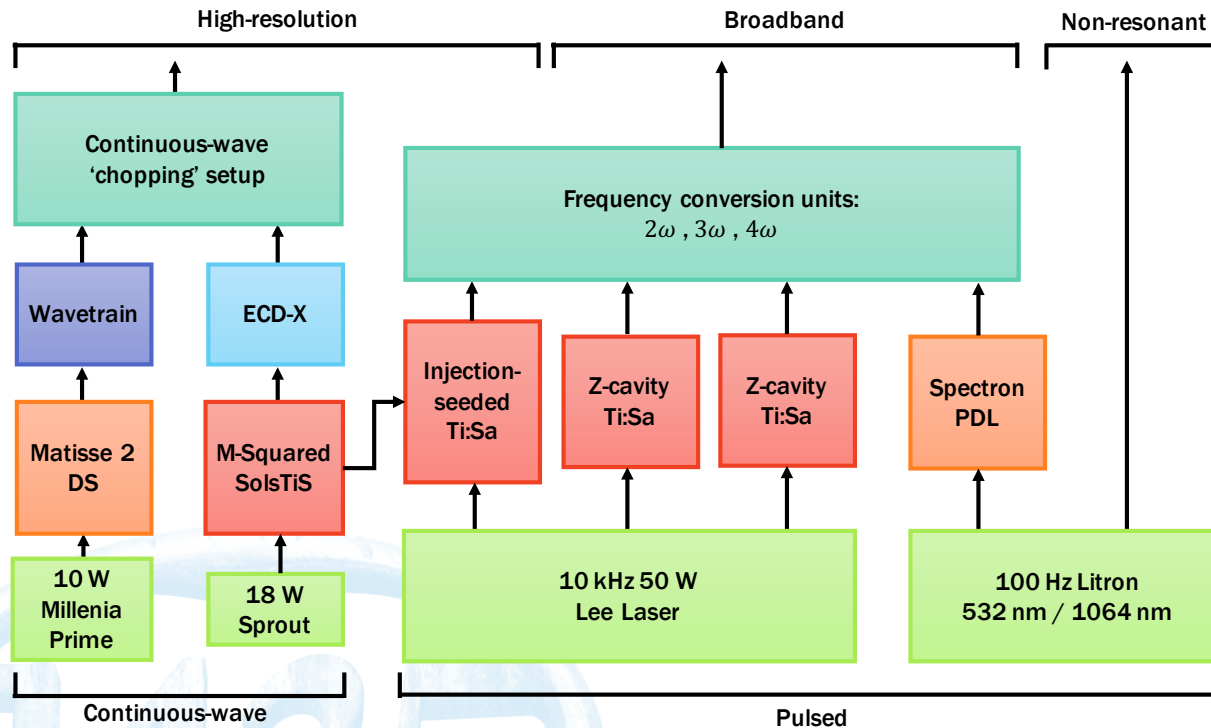 High-resolution
Broadband
Non-resonant
Continuous-wave
‘chopping’ setup
Frequency conversion units:
2ω , 3ω , 4ω
Wavetrain
ECD-X
Injection-
seeded
Ti:Sa
Z-cavity
Ti:Sa
Z-cavity
Ti:Sa
Spectron
PDL
Matisse 2
DS
M-Squared
SolsTiS
10 W
Millenia
Prime
18 W
Sprout
10 kHz 50 W
Lee Laser
100 Hz Litron
532 nm / 1064 nm
Continuous-wave
Pulsed